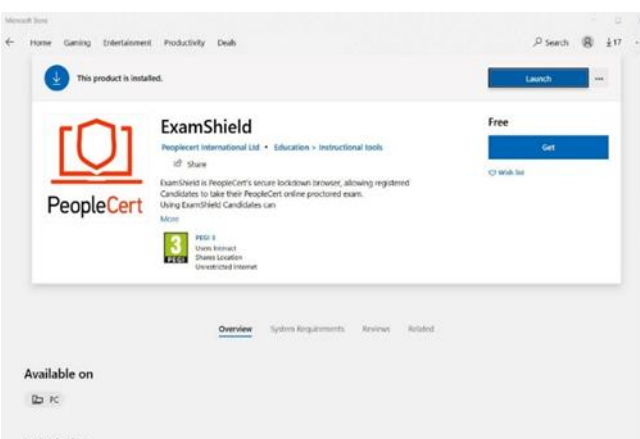 Microsoft Store
Home Gaming Entertainment Productivity Deals Search 17
This product is installed. Launch
ExamShield
Free
Peoplecert International Ltd • Education > Instructional tools
Get
Share
Wish list
ExamShield is PeopleCert's secure lockdown browser, allowing registered
Candidates to take their PeopleCert online proctored exam.
Using ExamShield Candidates can
More
PeopleCert
3
PEGI
PEGI 3
Users Interact
Shares Location
Unrestricted Internet
Overview System Requirements Reviews Related
Available on
PC